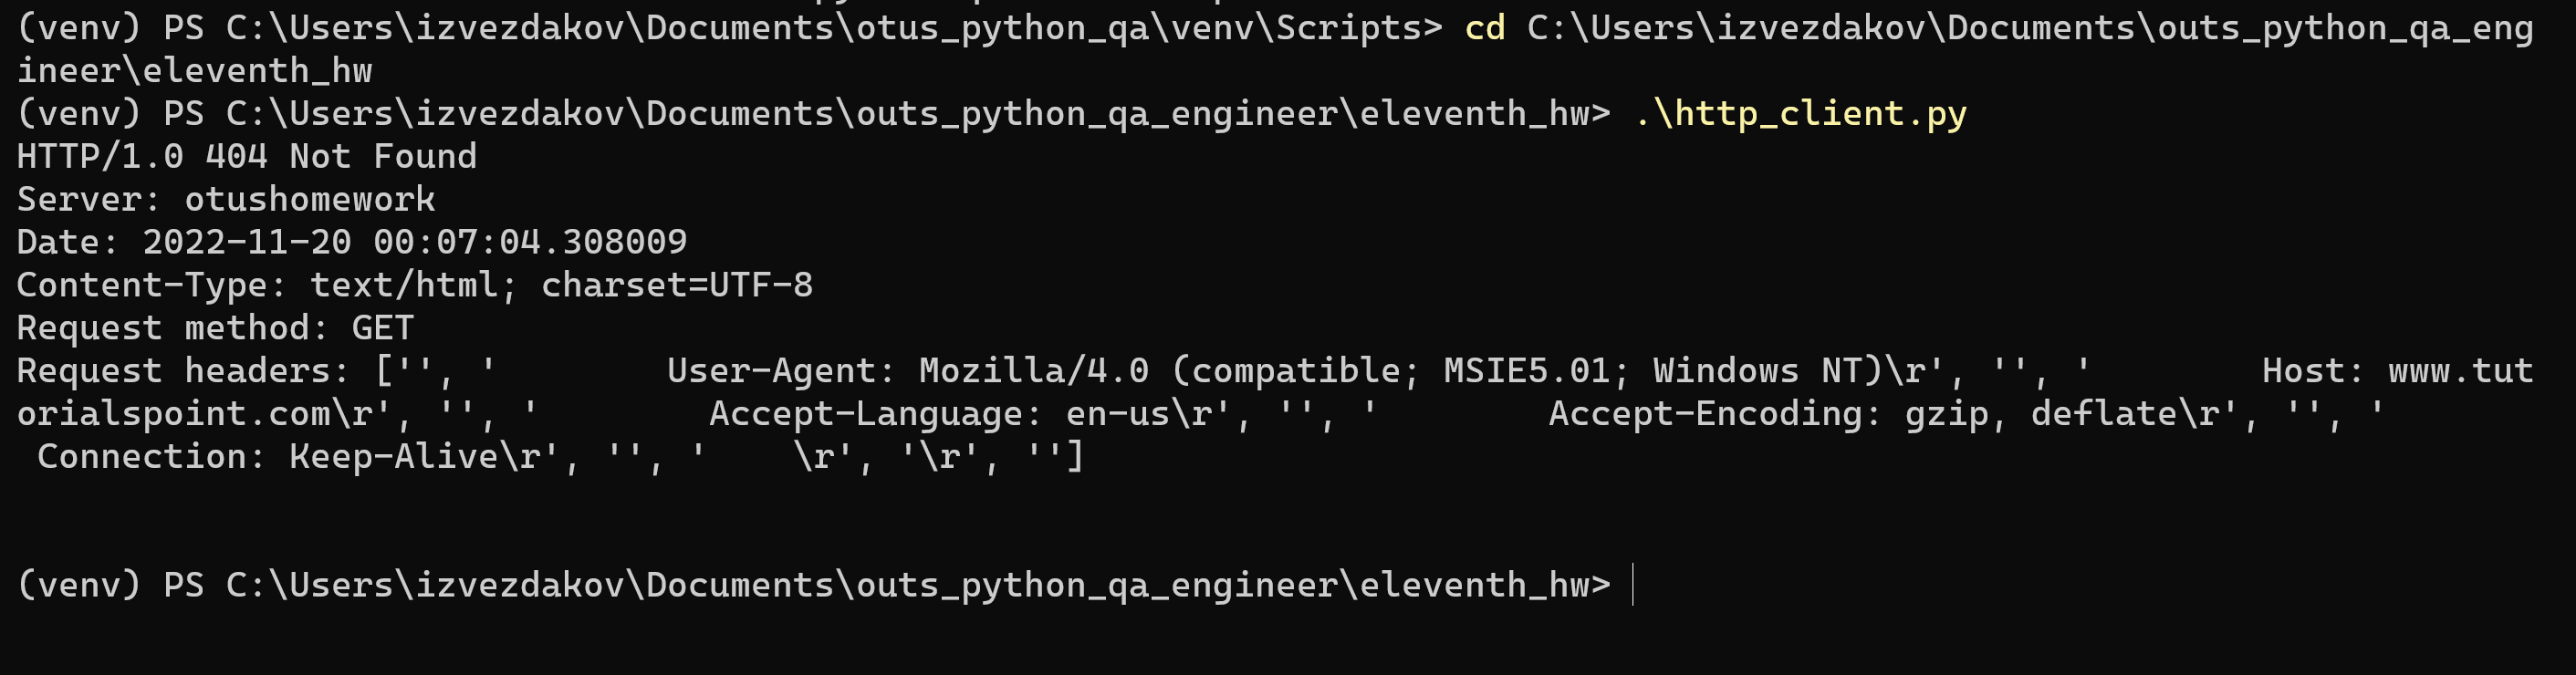 (venv) PS C:\Users\izvezdakov\Documents\otus_python_qa\venv\Scripts> cd C:\Users\izvezdakov\Documents\outs_python_qa_eng
ineer\eleventh_hw
(venv) PS C:\Users\izvezdakov\Documents\outs_python_qa_engineer\eleventh_hw> .\http_client.py
HTTP/1.0 404 Not Found
Server: otushomework
Date: 2022-11-20 00:07:04.308009
Content-Type: text/html; charset=UTF-8
Request method: GET
Request headers: ['', '        User-Agent: Mozilla/4.0 (compatible; MSIE5.01; Windows NT)\r', '', '        Host: www.tut
orialspoint.com\r', '', '        Accept-Language: en-us\r', '', '        Accept-Encoding: gzip, deflate\r', '', '
 Connection: Keep-Alive\r', '', '    \r', '\r', '']
(venv) PS C:\Users\izvezdakov\Documents\outs_python_qa_engineer\eleventh_hw>